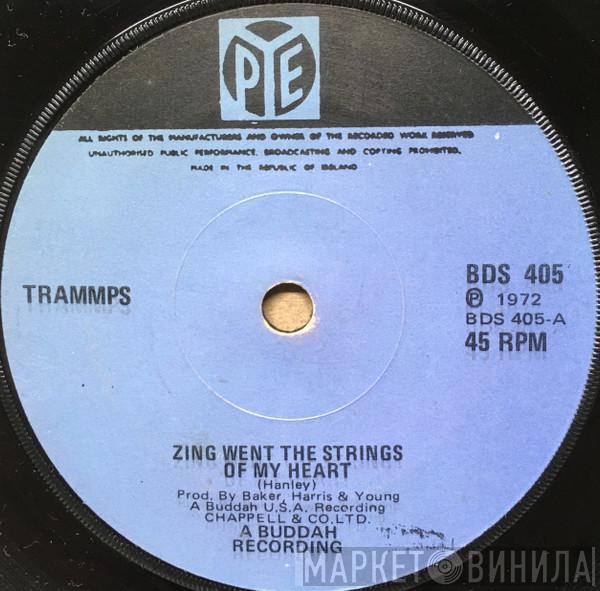 PYE
ALL RIGHTS OF THE MANUFACTURERS AND OWNER OF THE RECORDED WORK RESERVED
UNAUTHORISED PUBLIC PERFORMANCE, BROADCASTING AND COPYING PROHIBITED.
MADE IN THE REPUBLIC OF IRELAND
TRAMMPS
BDS 405
℗ 1972
BDS 405-A
45 RPM
ZING WENT THE STRINGS
OF MY HEART
(Hanley)
Prod. By Baker, Harris & Young
A Buddah U.S.A. Recording
CHAPPELL & CO.LTD.
A BUDDAH
RECORDING
МАРКЕТ ВИНИЛА